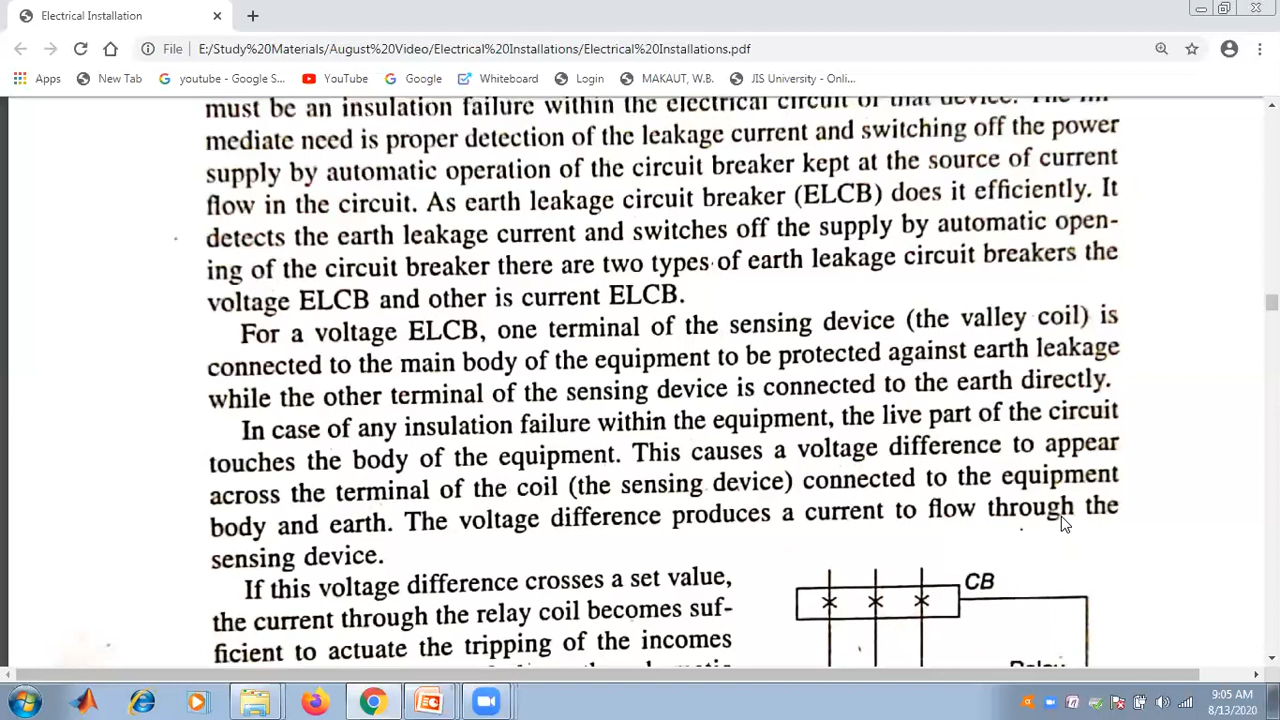 Electrical Installation
File
E:/Study%20Materials/August%20Video/Electrical%20Installations/Electrical%20Installations.pdf
Apps New Tab youtube - Google S... YouTube Google Whiteboard Login MAKAUT, W.B. JIS University - Onli...
must be an insulation failure within the electrical circuit of that device. The im-
mediate need is proper detection of the leakage current and switching off the power
supply by automatic operation of the circuit breaker kept at the source of current
flow in the circuit. As earth leakage circuit breaker (ELCB) does it efficiently. It
detects the earth leakage current and switches off the supply by automatic open-
ing of the circuit breaker there are two types of earth leakage circuit breakers the
voltage ELCB and other is current ELCB.
For a voltage ELCB, one terminal of the sensing device (the valley coil) is
connected to the main body of the equipment to be protected against earth leakage
while the other terminal of the sensing device is connected to the earth directly.
In case of any insulation failure within the equipment, the live part of the circuit
touches the body of the equipment. This causes a voltage difference to appear
across the terminal of the coil (the sensing device) connected to the equipment
body and earth. The voltage difference produces a current to flow through the
sensing device.
If this voltage difference crosses a set value,
the current through the relay coil becomes suf-
ficient to actuate the tripping of the incomes
CB
Relay
9:05 AM
8/13/2020